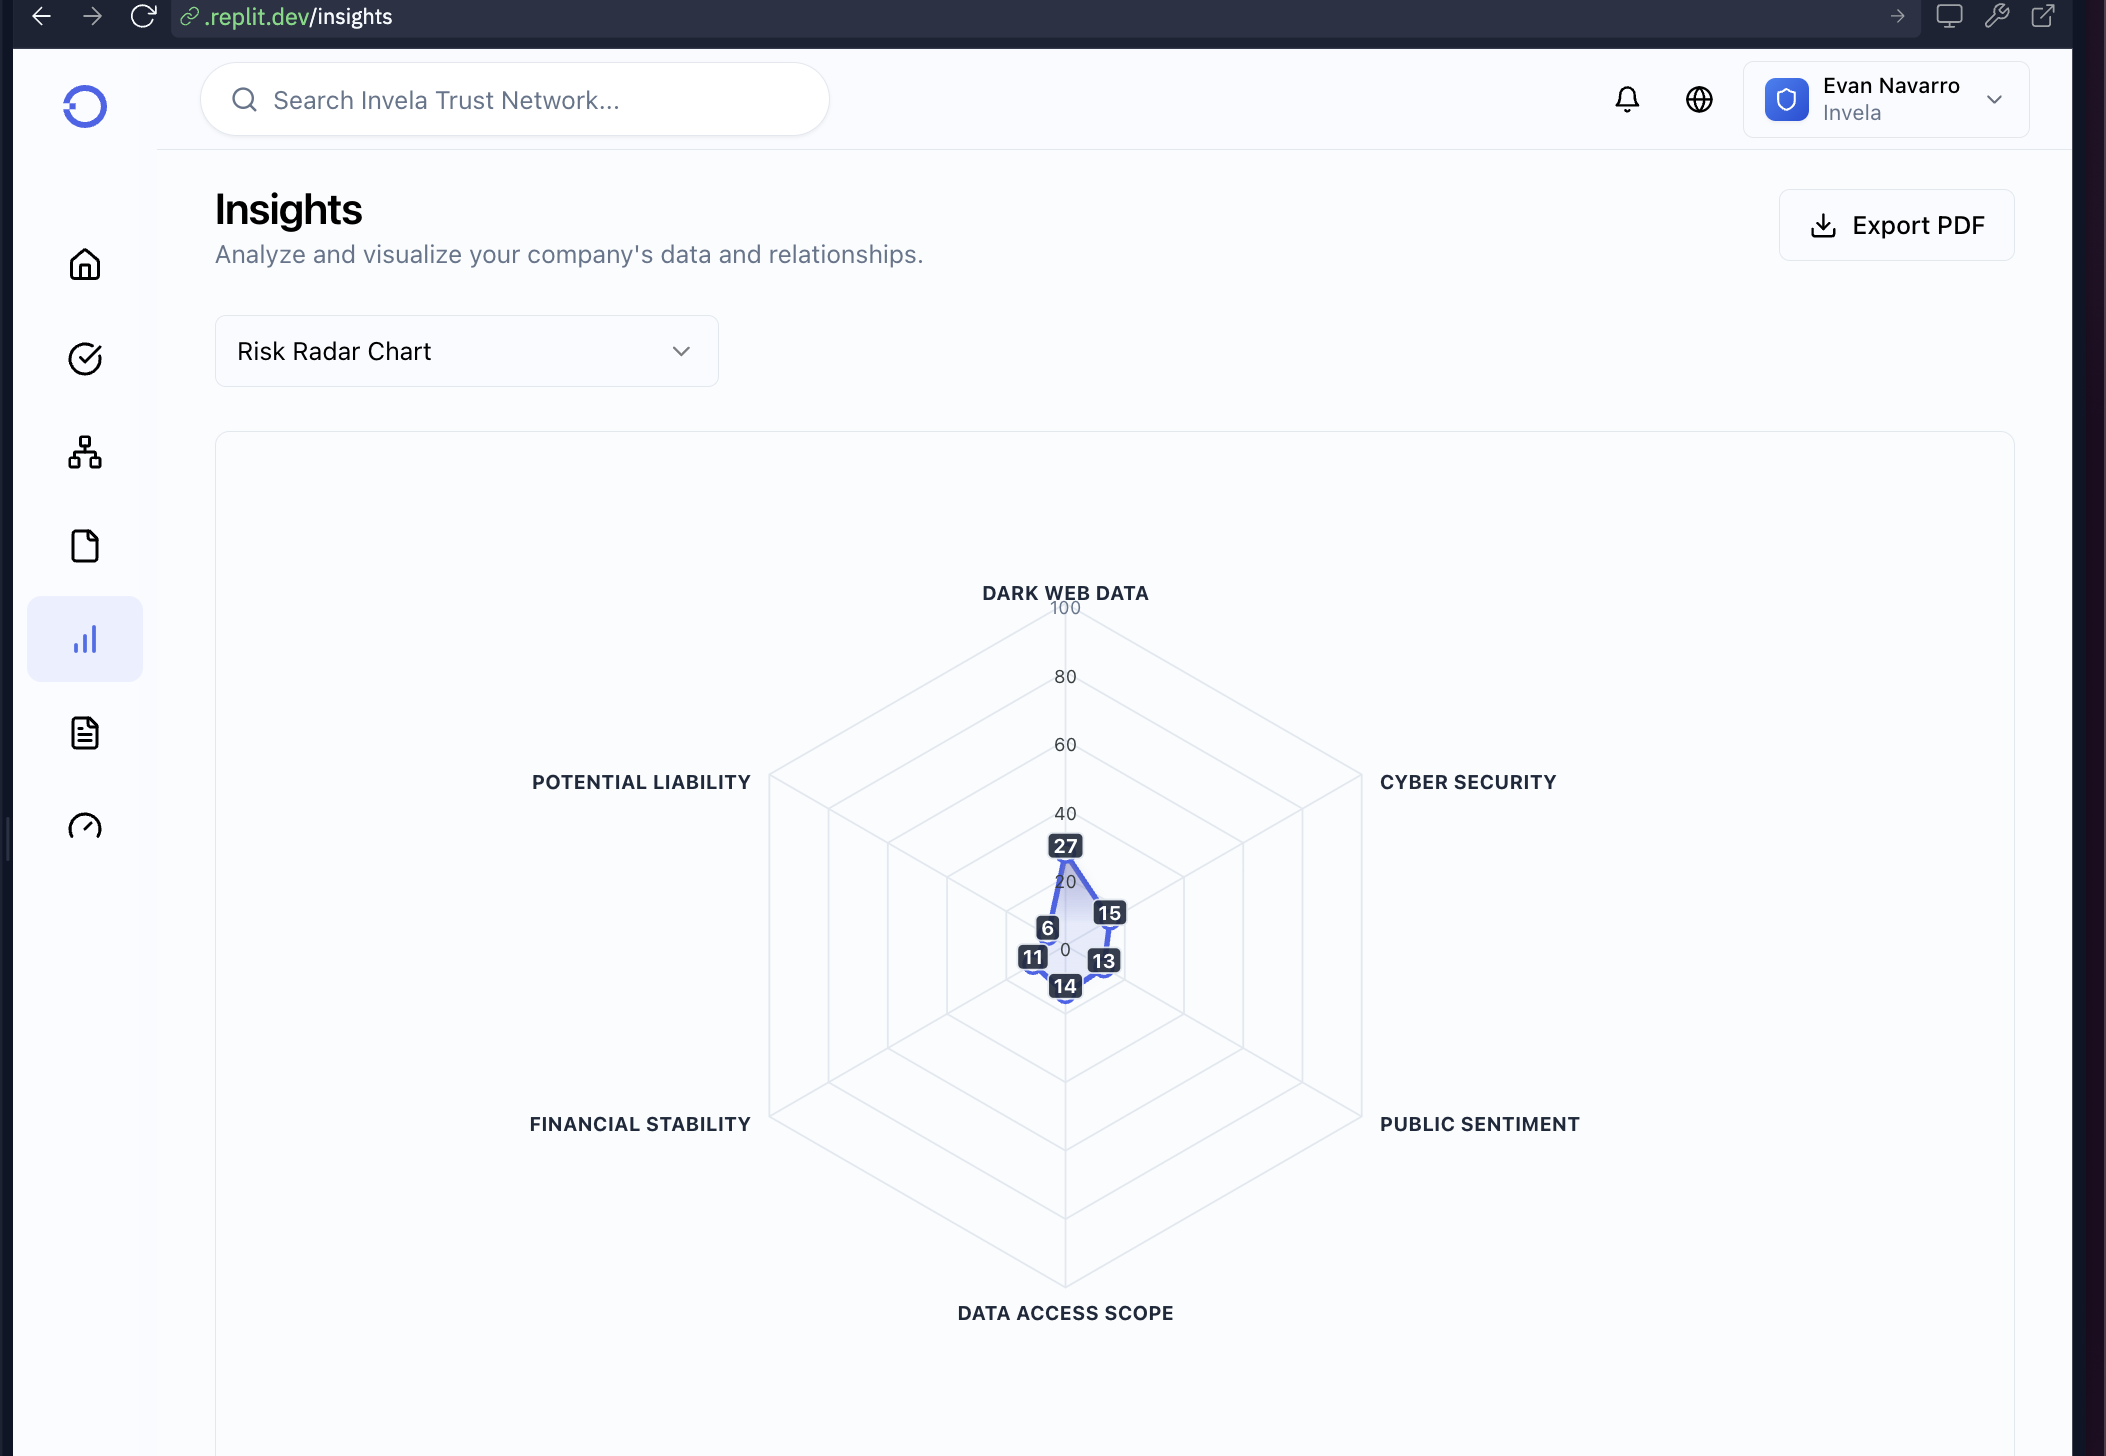 .replit.dev/insights
Search Invela Trust Network...
Evan Navarro
Invela
Insights
Analyze and visualize your company's data and relationships.
Export PDF
Risk Radar Chart
DARK WEB DATA
100
80
POTENTIAL LIABILITY
CYBER SECURITY
60
40
27
20
15
6
0
11
13
14
FINANCIAL STABILITY
PUBLIC SENTIMENT
DATA ACCESS SCOPE